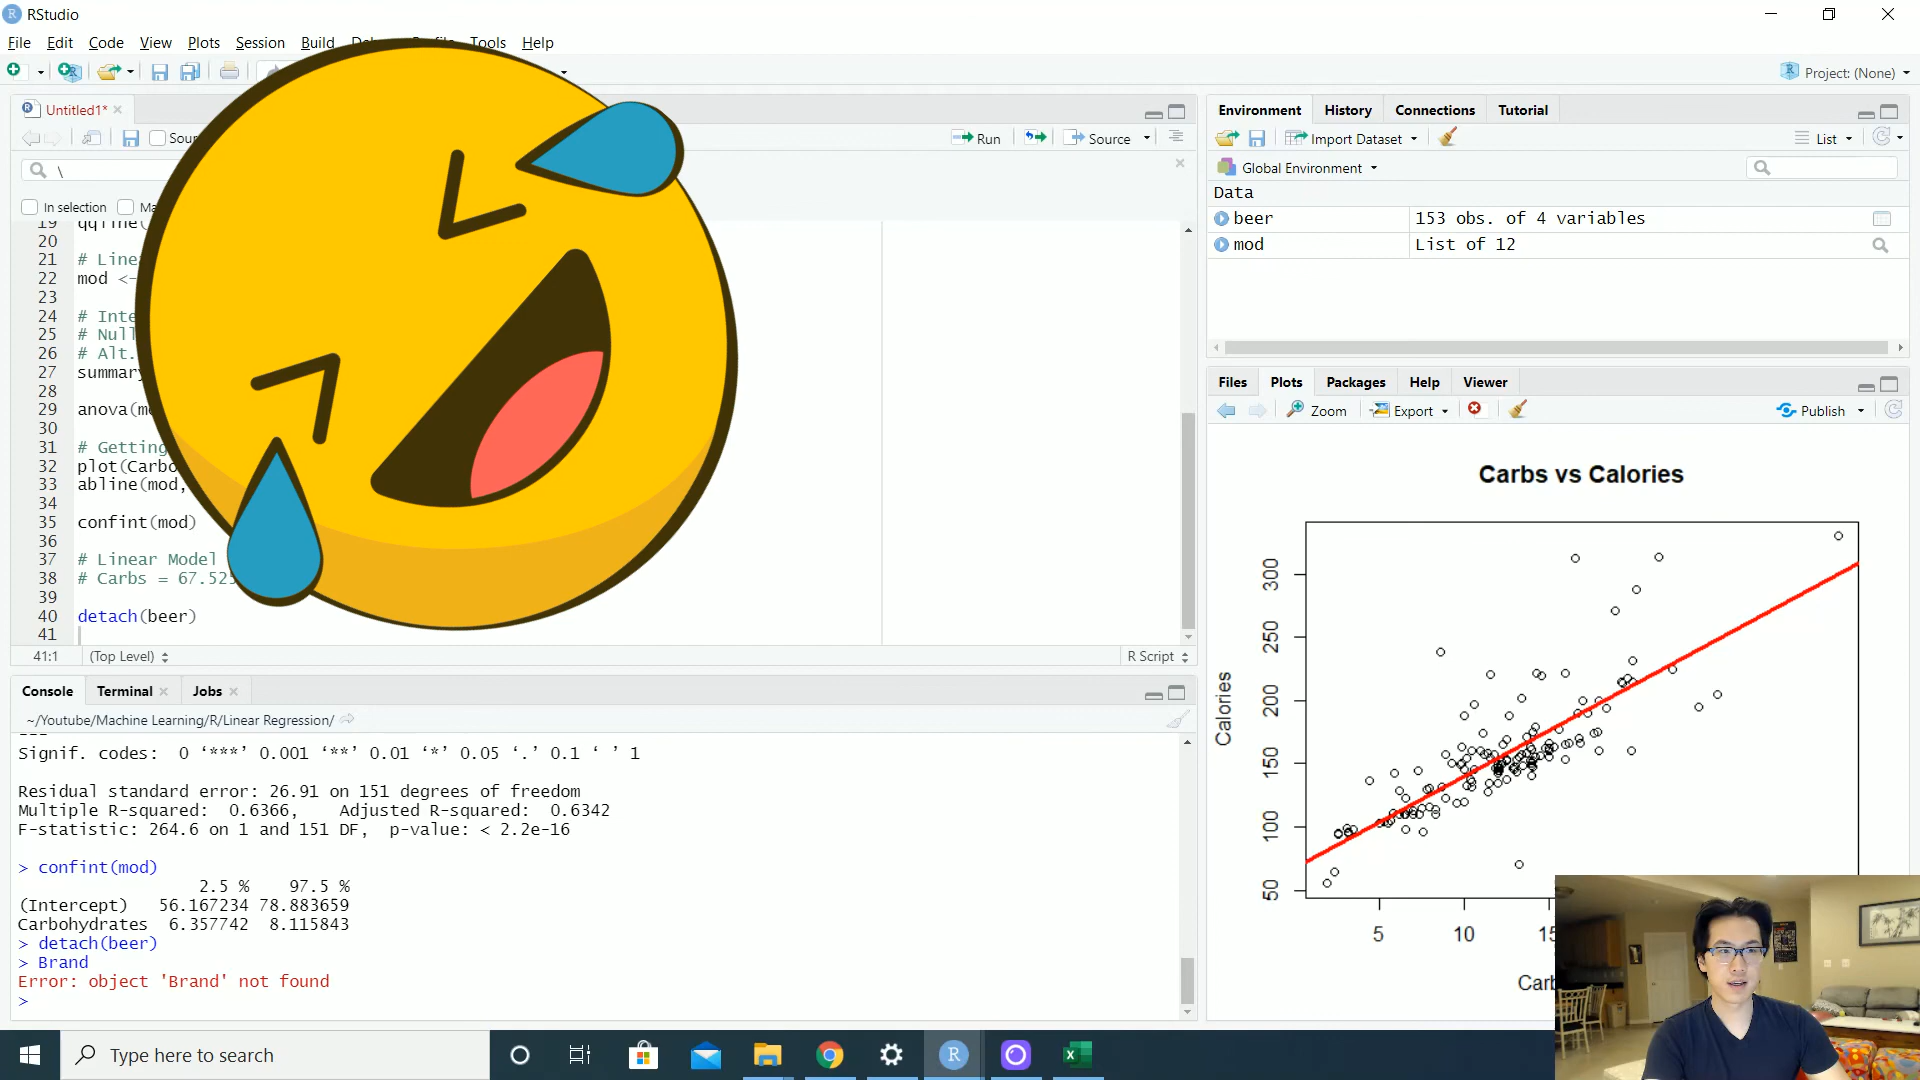 RStudio
File Edit Code View Plots Session Build Tools Help
Project: (None)
Untitled1*
Run Source
\
In selection
19
20
21 # Line
22 mod <-
23
24 # Inte
25 # Null
26 # Alt.
27 summary
28
29 anova(mo
30
31 # Getting
32 plot(Carbo
33 abline(mod,
34
35 confint(mod)
36
37 # Linear Model
38 # Carbs = 67.525
39
40 detach(beer)
41
41:1 (Top Level) R Script
Console Terminal Jobs
~/Youtube/Machine Learning/R/Linear Regression/
Signif. codes: 0 ‘***’ 0.001 ‘**’ 0.01 ‘*’ 0.05 ‘.’ 0.1 ‘ ’ 1
Residual standard error: 26.91 on 151 degrees of freedom
Multiple R-squared: 0.6366, Adjusted R-squared: 0.6342
F-statistic: 264.6 on 1 and 151 DF, p-value: < 2.2e-16
> confint(mod)
2.5 % 97.5 %
(Intercept) 56.167234 78.883659
Carbohydrates 6.357742 8.115843
> detach(beer)
> Brand
Error: object 'Brand' not found
>
Environment History Connections Tutorial
Import Dataset List
Global Environment
Data
beer 153 obs. of 4 variables
mod List of 12
Files Plots Packages Help Viewer
Zoom Export Publish
Carbs vs Calories
Calories
300
250
200
150
100
50
5 10 15
Carb
Type here to search